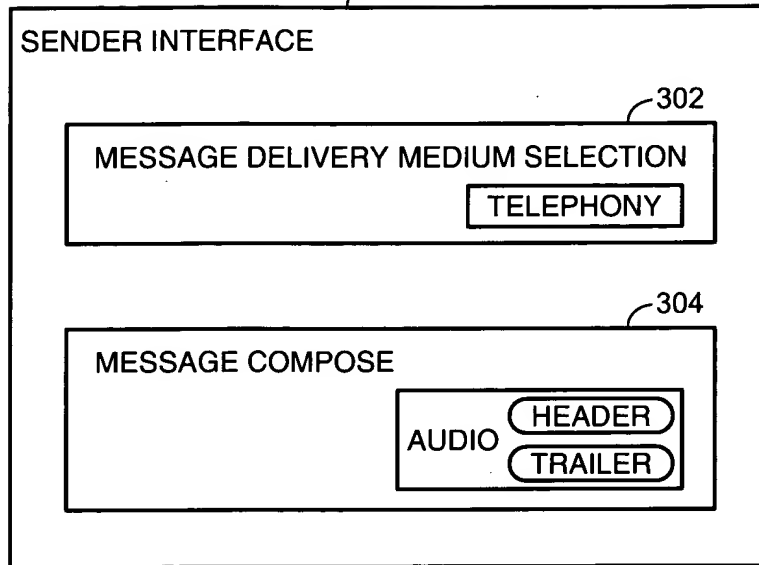 SENDER INTERFACE
302
MESSAGE DELIVERY MEDIUM SELECTION
TELEPHONY
304
MESSAGE COMPOSE
AUDIO
HEADER
TRAILER